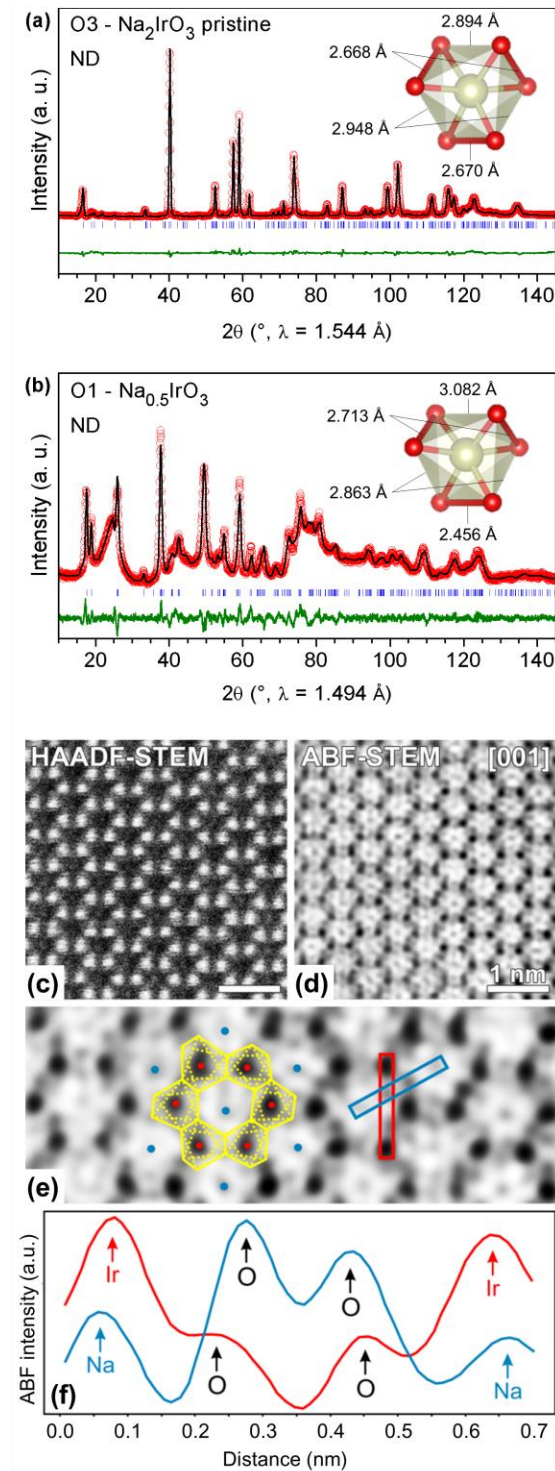 (a)
O3 - Na₂IrO₃ pristine
ND
2.894 Å
2.668 Å
2.948 Å
2.670 Å
Intensity (a. u.)
20 40 60 80 100 120 140
2θ (°, λ = 1.544 Å)
(b)
O1 - Na₀.₅IrO₃
ND
3.082 Å
2.713 Å
2.863 Å
2.456 Å
Intensity (a. u.)
20 40 60 80 100 120 140
2θ (°, λ = 1.494 Å)
HAADF-STEM
ABF-STEM [001]
(c)
(d)
1 nm
(e)
ABF intensity (a.u.)
Ir
O
O
Ir
Na
O
O
Na
(f)
0.0 0.1 0.2 0.3 0.4 0.5 0.6 0.7
Distance (nm)